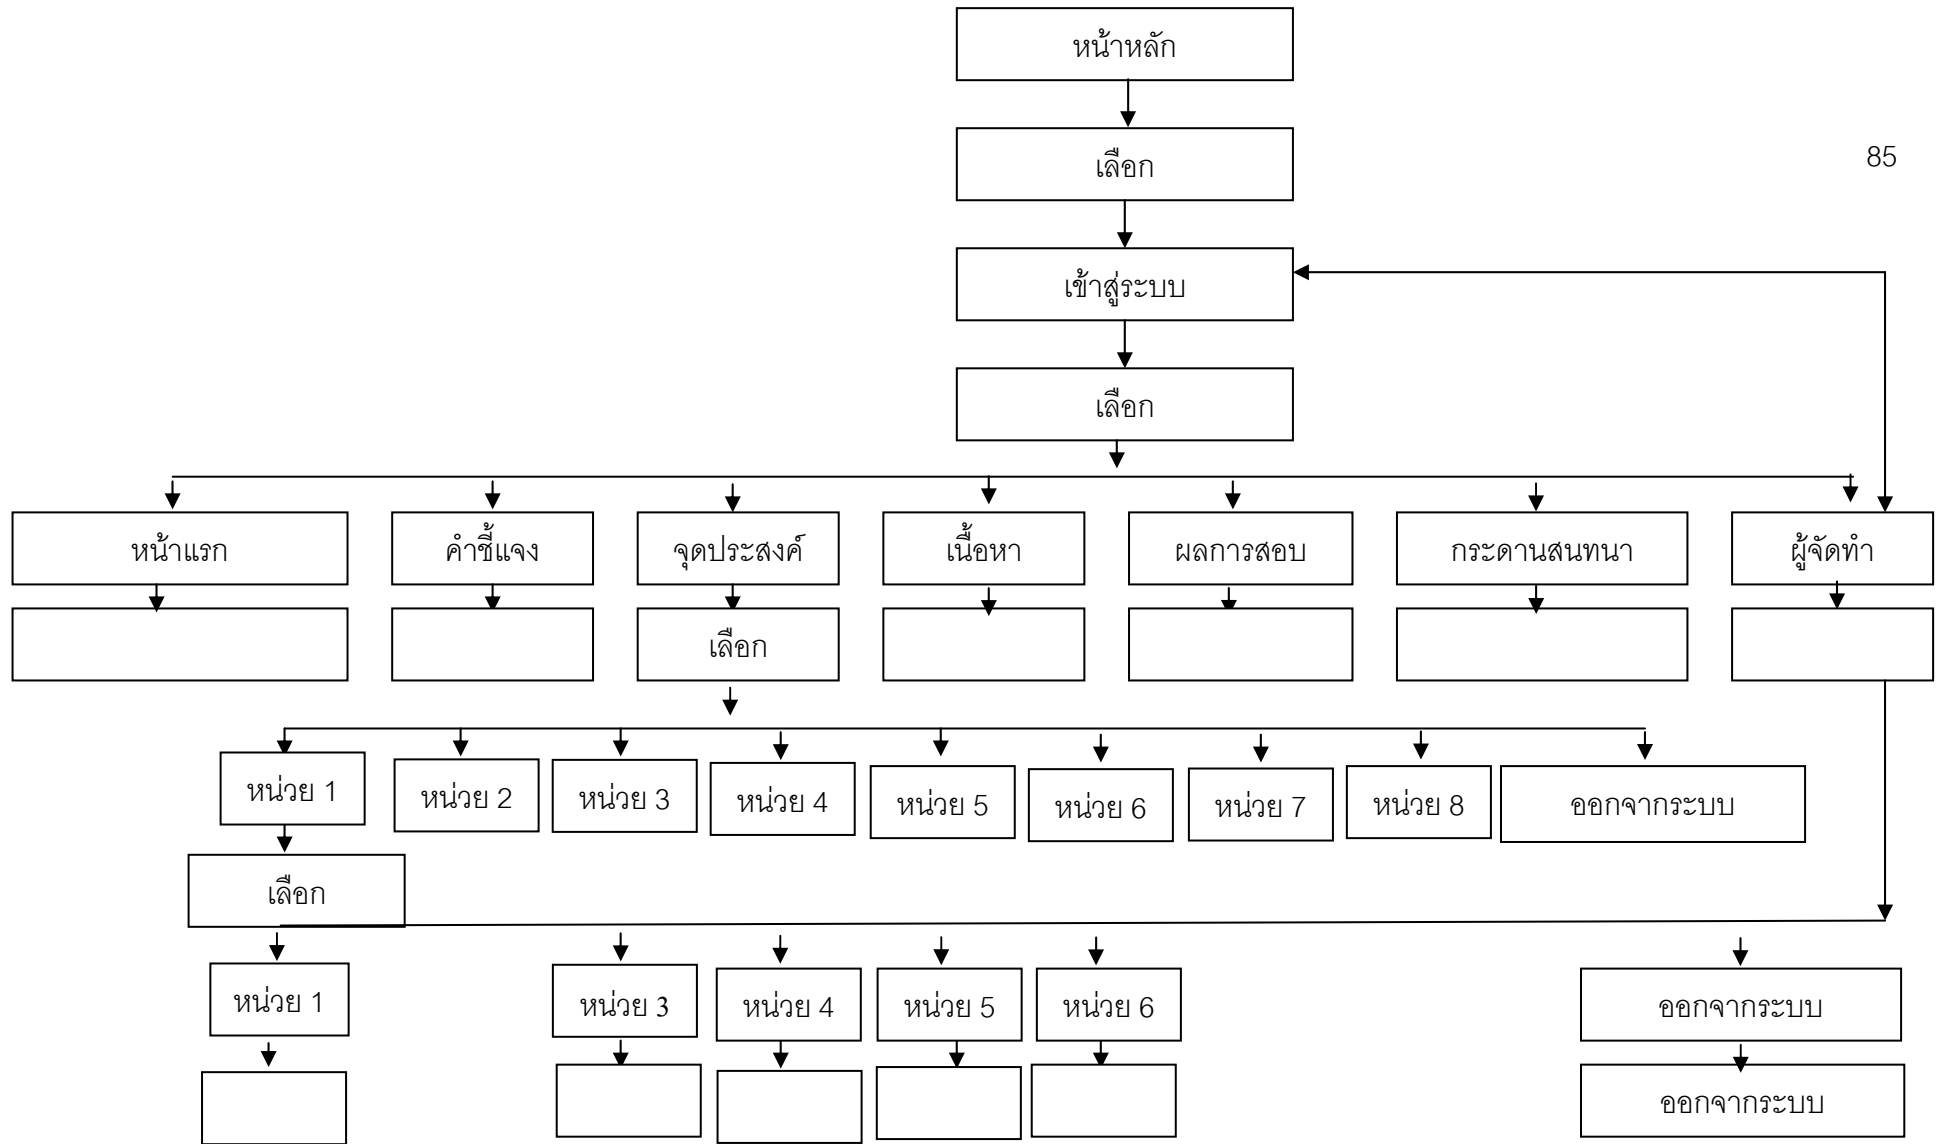 หน้าหลัก
85
เลือก
เข้าสู่ระบบ
เลือก
หน้าแรก
คำชี้แจง
จุดประสงค์
เนื้อหา
ผลการสอบ
กระดานสนทนา
ผู้จัดทำ
เลือก
หน่วย 1
หน่วย 2
หน่วย 3
หน่วย 4
หน่วย 5
หน่วย 6
หน่วย 7
หน่วย 8
ออกจากระบบ
เลือก
หน่วย 1
หน่วย 3
หน่วย 4
หน่วย 5
หน่วย 6
ออกจากระบบ
ออกจากระบบ